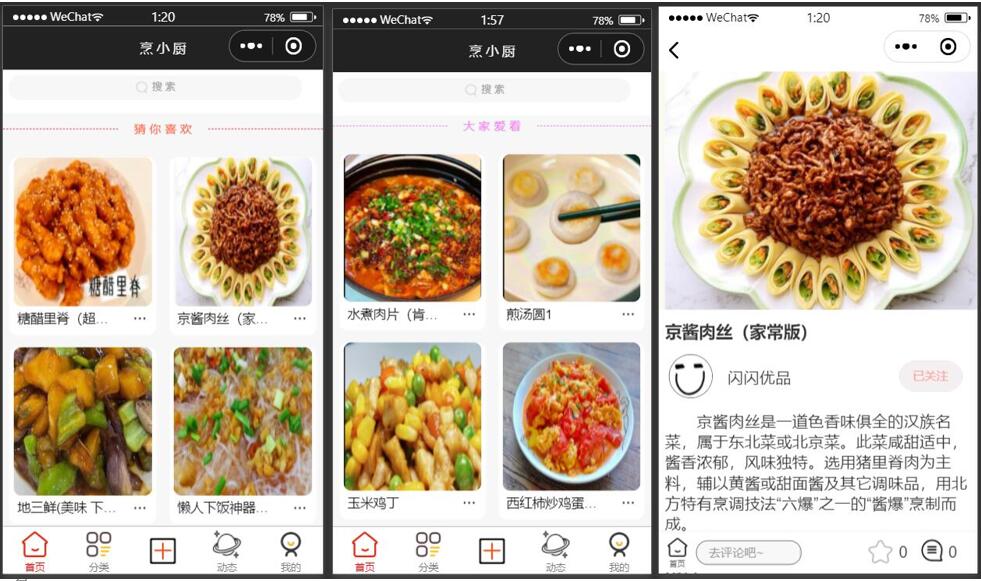 WeChat 1:20 78%
烹小厨
搜索
猜你喜欢
糖醋里脊
糖醋里脊（超... ...
京酱肉丝（家... ...
地三鲜(美味 下... ...
懒人下饭神器... ...
首页
分类
动态
我的
WeChat 1:57 78%
烹小厨
搜索
大家爱看
水煮肉片（肯... ...
煎汤圆1 ...
玉米鸡丁 ...
西红柿炒鸡蛋... ...
首页
分类
动态
我的
WeChat 1:20 78%
京酱肉丝（家常版）
闪闪优品
已关注
京酱肉丝是一道色香味俱全的汉族名
菜，属于东北菜或北京菜。此菜咸甜适中，
酱香浓郁，风味独特。选用猪里脊肉为主
料，辅以黄酱或甜面酱及其它调味品，用北
方特有烹调技法“六爆”之一的“酱爆”烹制而
成。
首页
去评论吧~
0
0